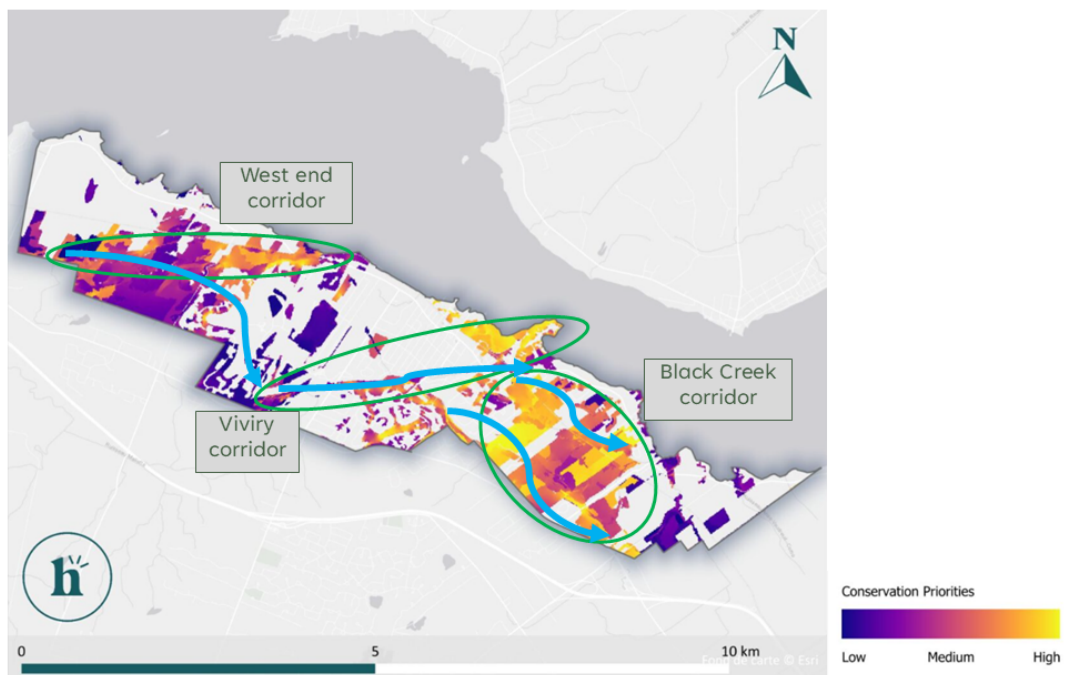 N
West end
corridor
Black Creek
corridor
Viviry
corridor
h
Conservation Priorities
Low Medium High
0 5 10 km
Fond de carte © Esri